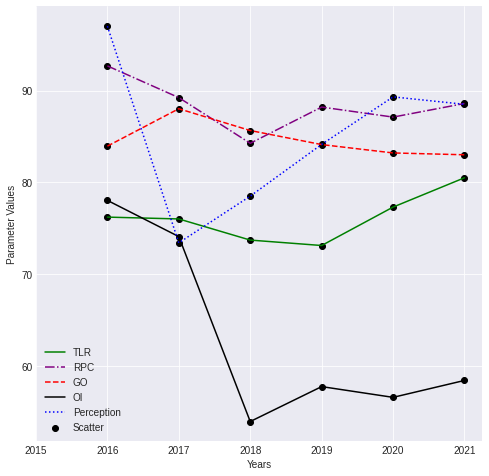 Parameter Values
90
80
70
60
TLR
RPC
GO
OI
Perception
Scatter
2015 2016 2017 2018 2019 2020 2021
Years